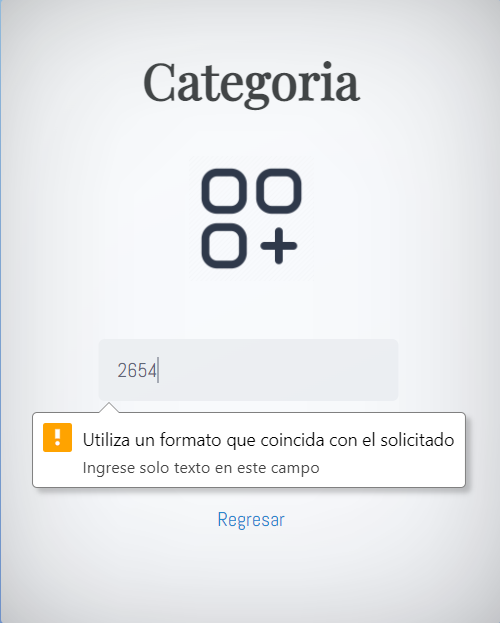 Categoria
2654
Utiliza un formato que coincida con el solicitado
Ingrese solo texto en este campo
Regresar